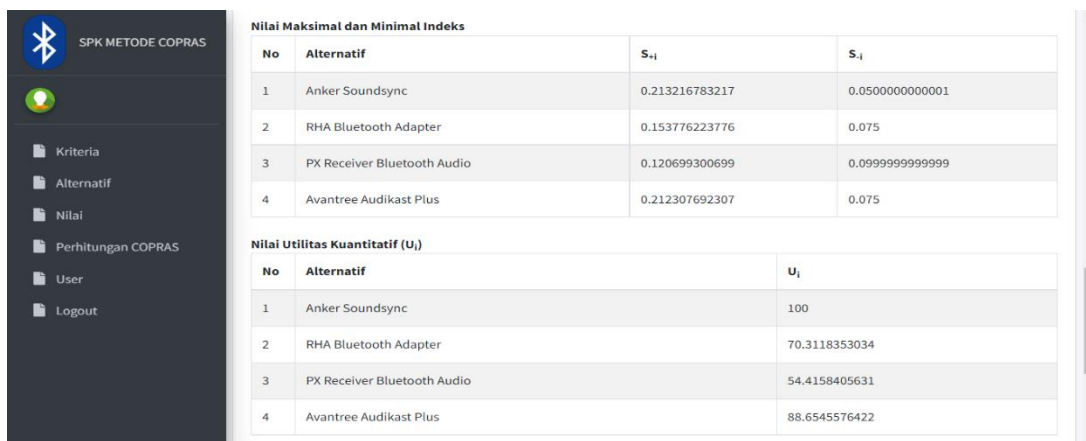 SPK METODE COPRAS
Kriteria
Alternatif
Nilai
Perhitungan COPRAS
User
Logout
Nilai Maksimal dan Minimal Indeks
No Alternatif S+i S-i
1 Anker Soundsync 0.213216783217 0.0500000000001
2 RHA Bluetooth Adapter 0.153776223776 0.075
3 PX Receiver Bluetooth Audio 0.120699300699 0.0999999999999
4 Avantree Audikast Plus 0.212307692307 0.075
Nilai Utilitas Kuantitatif (Ui)
No Alternatif Ui
1 Anker Soundsync 100
2 RHA Bluetooth Adapter 70.3118353034
3 PX Receiver Bluetooth Audio 54.4158405631
4 Avantree Audikast Plus 88.6545576422